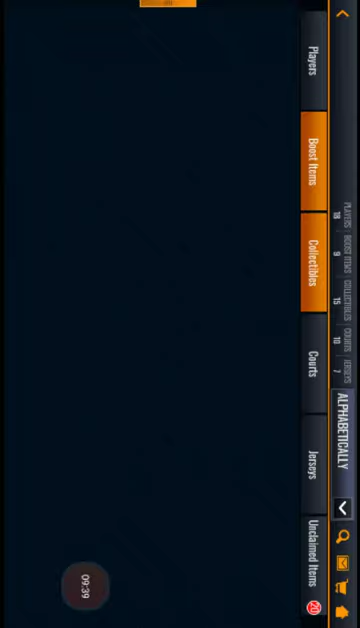 PLAYERS | BOOST ITEMS | COLLECTIBLES | COURTS | JERSEYS
18 9 15 10 7
ALPHABETICALLY
Players
Boost Items
Collectibles
Courts
Jerseys
Unclaimed Items
20
09:39